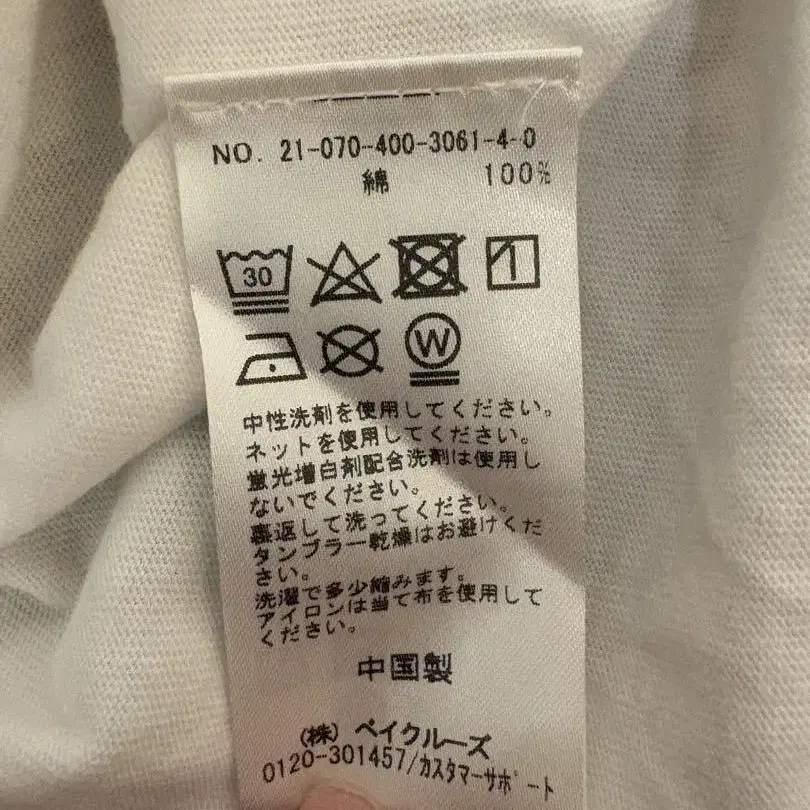 NO. 21-070-400-3061-4-0
綿 100%
30
W
中性洗剤を使用してください。
ネットを使用してください。
蛍光増白剤配合洗剤は使用し
ないでください。
裏返して洗ってください。
タンブラー乾燥はお避けくだ
さい。
洗濯で多少縮みます。
アイロンは当て布を使用して
ください。
中国製
(株) ベイクルーズ
0120-301457/カスタマーサポート